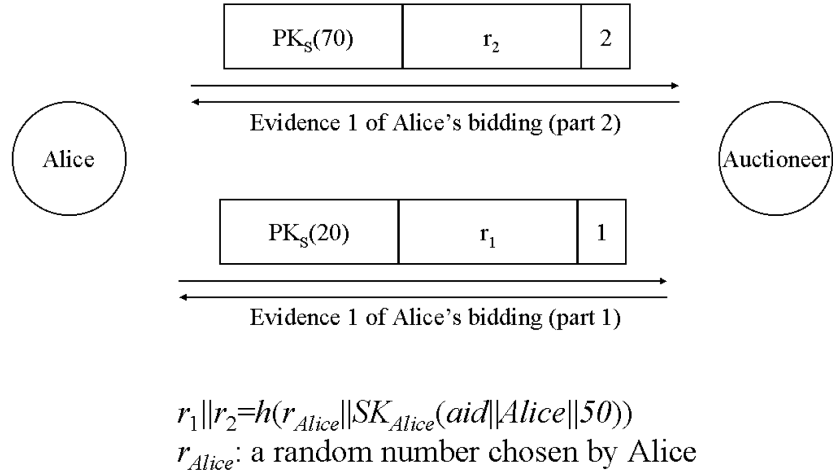 PKs(70) r2 2
Evidence 1 of Alice's bidding (part 2)
Alice
Auctioneer
PKs(20) r1 1
Evidence 1 of Alice's bidding (part 1)
r1||r2=h(rAlice||SKAlice(aid||Alice||50))
rAlice: a random number chosen by Alice